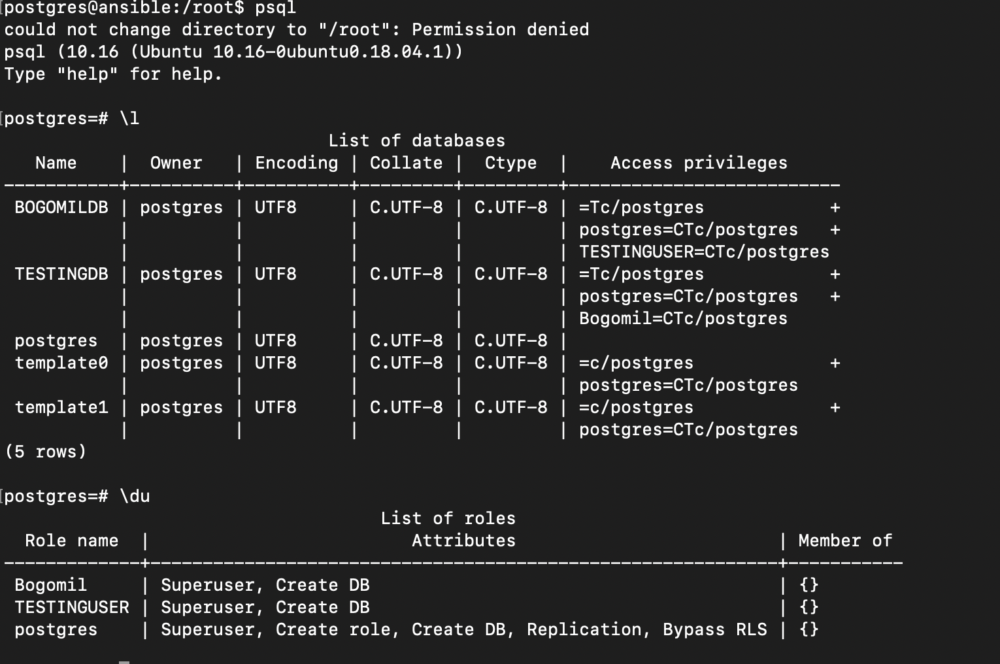 postgres@ansible:/root$ psql
could not change directory to "/root": Permission denied
psql (10.16 (Ubuntu 10.16-0ubuntu0.18.04.1))
Type "help" for help.

postgres=# \l
                               List of databases
   Name    |  Owner   | Encoding | Collate |  Ctype  |    Access privileges
-----------+----------+----------+---------+---------+--------------------------
 BOGOMILDB | postgres | UTF8     | C.UTF-8 | C.UTF-8 | =Tc/postgres            +
           |          |          |         |         | postgres=CTc/postgres   +
           |          |          |         |         | TESTINGUSER=CTc/postgres
 TESTINGDB | postgres | UTF8     | C.UTF-8 | C.UTF-8 | =Tc/postgres            +
           |          |          |         |         | postgres=CTc/postgres   +
           |          |          |         |         | Bogomil=CTc/postgres
 postgres  | postgres | UTF8     | C.UTF-8 | C.UTF-8 |
 template0 | postgres | UTF8     | C.UTF-8 | C.UTF-8 | =c/postgres             +
           |          |          |         |         | postgres=CTc/postgres
 template1 | postgres | UTF8     | C.UTF-8 | C.UTF-8 | =c/postgres             +
           |          |          |         |         | postgres=CTc/postgres
(5 rows)

postgres=# \du
                                    List of roles
  Role name  |                         Attributes                         | Member of
-------------+------------------------------------------------------------+-----------
 Bogomil     | Superuser, Create DB                                       | {}
 TESTINGUSER | Superuser, Create DB                                       | {}
 postgres    | Superuser, Create role, Create DB, Replication, Bypass RLS | {}